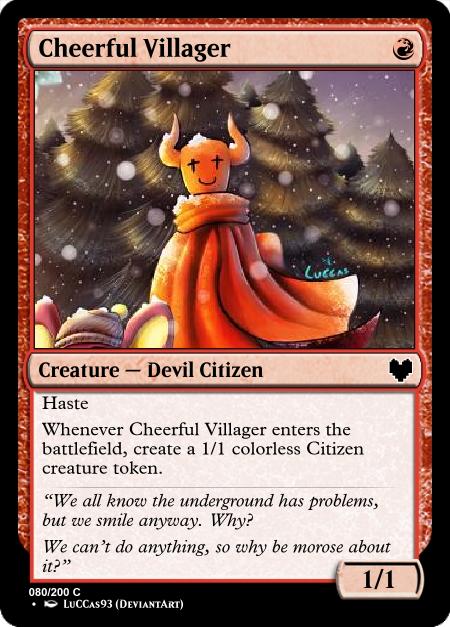 Cheerful Villager
LUCCAS
Creature — Devil Citizen
Haste
Whenever Cheerful Villager enters the
battlefield, create a 1/1 colorless Citizen
creature token.
“We all know the underground has problems,
but we smile anyway. Why?
We can’t do anything, so why be morose about
it?”
1/1
080/200 C
• LuCCas93 (DeviantArt)